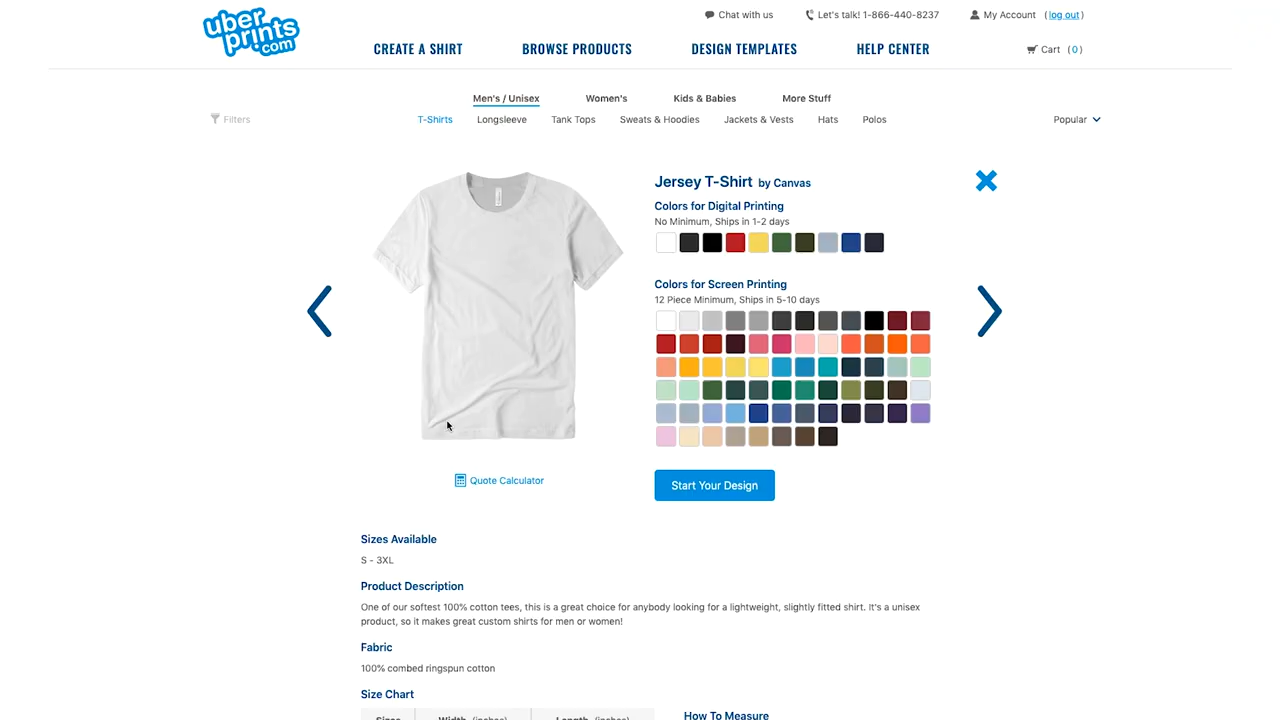 uber
prints
.com
Chat with us
Let's talk! 1-866-440-8237
My Account (log out)
CREATE A SHIRT
BROWSE PRODUCTS
DESIGN TEMPLATES
HELP CENTER
Cart (0)
Men's / Unisex
Women's
Kids & Babies
More Stuff
Filters
T-Shirts
Longsleeve
Tank Tops
Sweats & Hoodies
Jackets & Vests
Hats
Polos
Popular
Jersey T-Shirt by Canvas
Colors for Digital Printing
No Minimum, Ships in 1-2 days
Colors for Screen Printing
12 Piece Minimum, Ships in 5-10 days
Quote Calculator
Start Your Design
Sizes Available
S - 3XL
Product Description
One of our softest 100% cotton tees, this is a great choice for anybody looking for a lightweight, slightly fitted shirt. It's a unisex
product, so it makes great custom shirts for men or women!
Fabric
100% combed ringspun cotton
Size Chart
Sizes
Width (inches)
Length (inches)
How To Measure